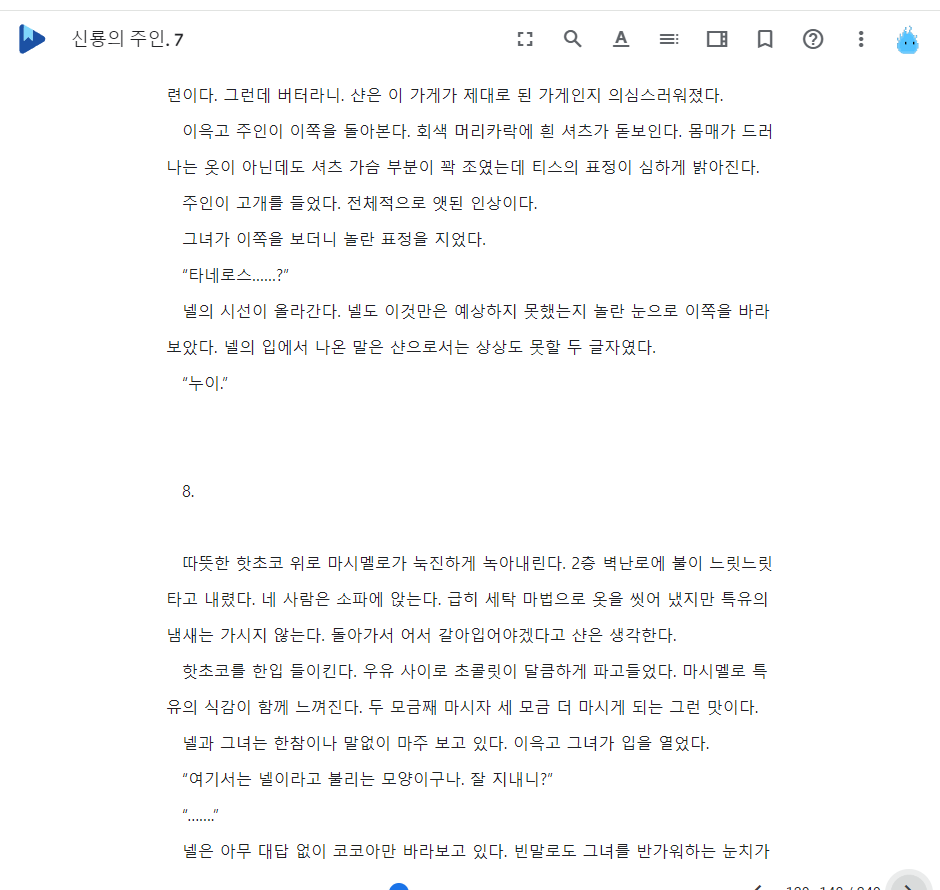 신룡의 주인. 7
련이다. 그런데 버터라니. 샨은 이 가게가 제대로 된 가게인지 의심스러워졌다.
이윽고 주인이 이쪽을 돌아본다. 회색 머리카락에 흰 셔츠가 돋보인다. 몸매가 드러
나는 옷이 아닌데도 셔츠 가슴 부분이 꽉 조였는데 티스의 표정이 심하게 밝아진다.
주인이 고개를 들었다. 전체적으로 앳된 인상이다.
그녀가 이쪽을 보더니 놀란 표정을 지었다.
“타네로스......?”
넬의 시선이 올라간다. 넬도 이것만은 예상하지 못했는지 놀란 눈으로 이쪽을 바라
보았다. 넬의 입에서 나온 말은 샨으로서는 상상도 못할 두 글자였다.
“누이.”
8.
따뜻한 핫초코 위로 마시멜로가 눅진하게 녹아내린다. 2층 벽난로에 불이 느릿느릿
타고 내렸다. 네 사람은 소파에 앉는다. 급히 세탁 마법으로 옷을 씻어 냈지만 특유의
냄새는 가시지 않는다. 돌아가서 어서 갈아입어야겠다고 샨은 생각한다.
핫초코를 한입 들이킨다. 우유 사이로 초콜릿이 달큼하게 파고들었다. 마시멜로 특
유의 식감이 함께 느껴진다. 두 모금째 마시자 세 모금 더 마시게 되는 그런 맛이다.
넬과 그녀는 한참이나 말없이 마주 보고 있다. 이윽고 그녀가 입을 열었다.
“여기서는 넬이라고 불리는 모양이구나. 잘 지내니?”
“.......”
넬은 아무 대답 없이 코코아만 바라보고 있다. 빈말로도 그녀를 반가워하는 눈치가